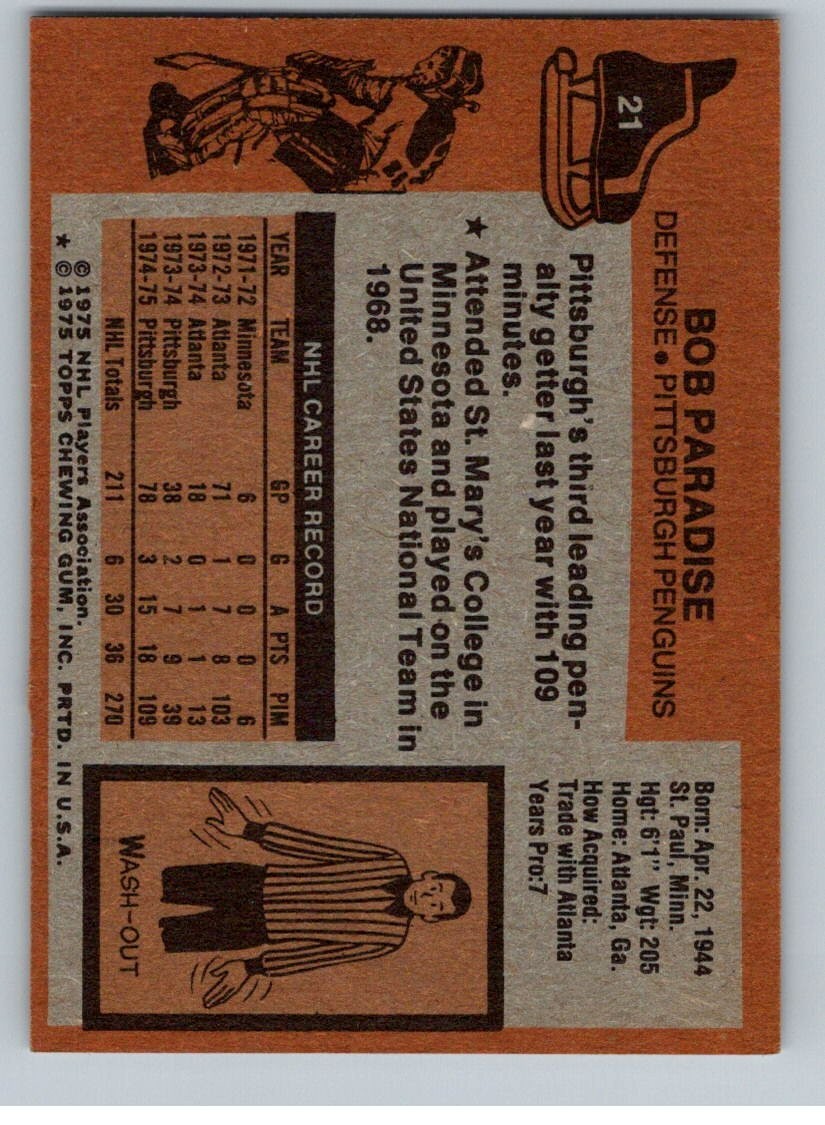 21
BOB PARADISE
DEFENSE • PITTSBURGH PENGUINS
Pittsburgh's third leading pen-
alty getter last year with 109
minutes.
★ Attended St. Mary's College in
Minnesota and played on the
United States National Team in
1968.
NHL CAREER RECORD
YEAR TEAM GP G A PTS PIM
1971-72 Minnesota 6 0 0 0 6
1972-73 Atlanta 71 1 7 8 103
1973-74 Atlanta 18 0 1 1 13
1973-74 Pittsburgh 38 2 7 9 39
1974-75 Pittsburgh 78 3 15 18 109
NHL Totals 211 6 30 36 270
© 1975 NHL Players Association.
★ © 1975 TOPPS CHEWING GUM, INC. PRTD. IN U.S.A.
Born: Apr. 22, 1944
St. Paul, Minn.
Hgt: 6'1" Wgt: 205
Home: Atlanta, Ga.
How Acquired:
Trade with Atlanta
Years Pro:7
WASH-OUT